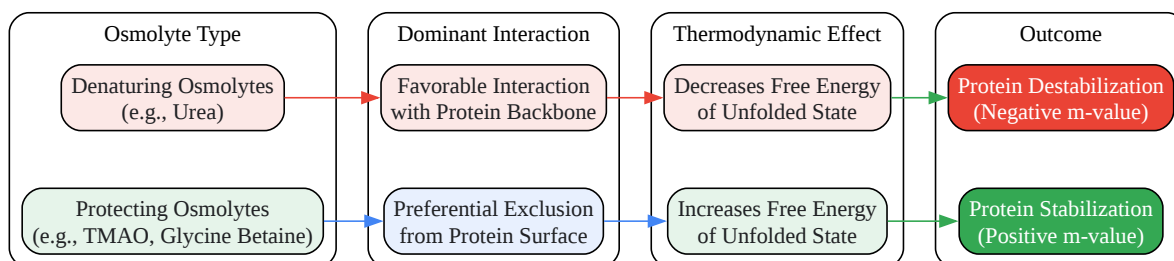 Osmolyte Type
Denaturing Osmolytes
(e.g., Urea)
Protecting Osmolytes
(e.g., TMAO, Glycine Betaine)
Dominant Interaction
Favorable Interaction
with Protein Backbone
Preferential Exclusion
from Protein Surface
Thermodynamic Effect
Decreases Free Energy
of Unfolded State
Increases Free Energy
of Unfolded State
Outcome
Protein Destabilization
(Negative m-value)
Protein Stabilization
(Positive m-value)